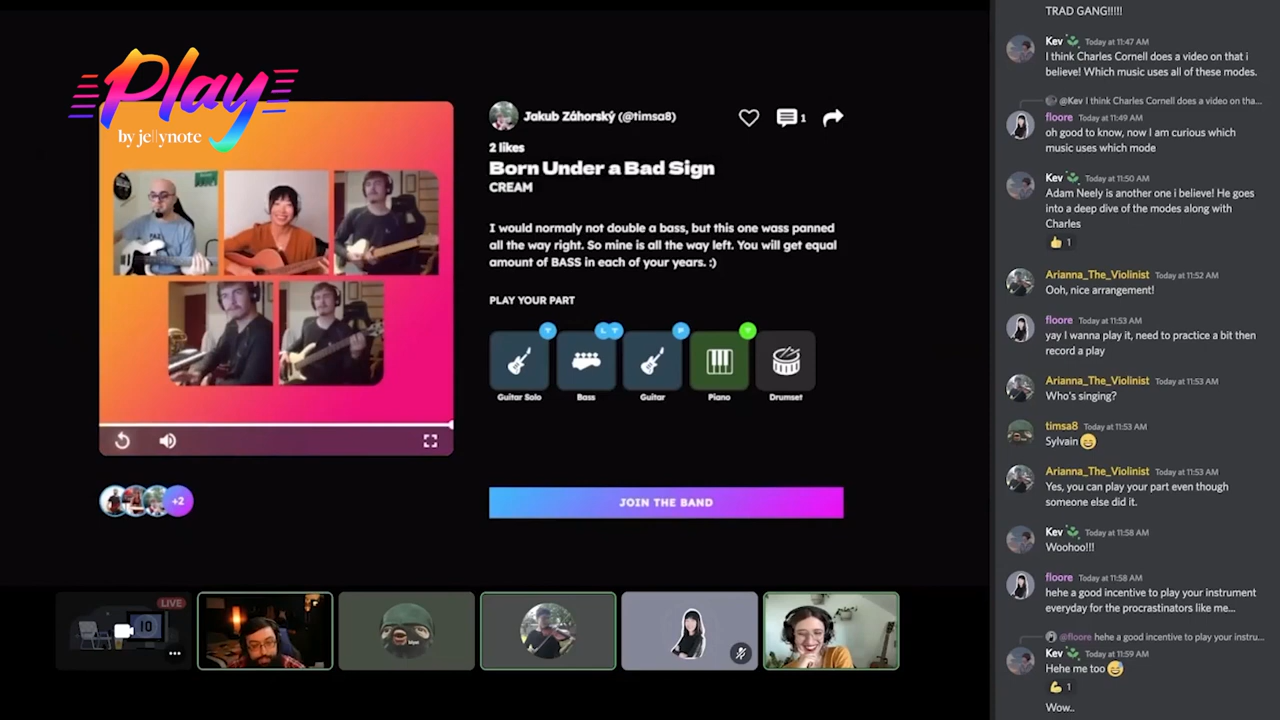 Play
by jellynote
Jakub Záhorský (@timsa8)
1
2 likes
Born Under a Bad Sign
CREAM
I would normaly not double a bass, but this one wass panned
all the way right. So mine is all the way left. You will get equal
amount of BASS in each of your years. :)
PLAY YOUR PART
T
L T
P
Y
Guitar Solo
Bass
Guitar
Piano
Drumset
+2
JOIN THE BAND
LIVE
10
TRAD GANG!!!!!
Kev Today at 11:47 AM
I think Charles Cornell does a video on that i
believe! Which music uses all of these modes.
@Kev I think Charles Cornell does a video on tha...
floore Today at 11:49 AM
oh good to know, now I am curious which
music uses which mode
Kev Today at 11:50 AM
Adam Neely is another one i believe! He goes
into a deep dive of the modes along with
Charles
1
Arianna_The_Violinist Today at 11:52 AM
Ooh, nice arrangement!
floore Today at 11:53 AM
yay I wanna play it, need to practice a bit then
record a play
Arianna_The_Violinist Today at 11:53 AM
Who's singing?
timsa8 Today at 11:53 AM
Sylvain 😅
Arianna_The_Violinist Today at 11:53 AM
Yes, you can play your part even though
someone else did it.
Kev Today at 11:58 AM
Woohoo!!!
floore Today at 11:58 AM
hehe a good incentive to play your instrument
everyday for the procrastinators like me...
@floore hehe a good incentive to play your instru...
Kev Today at 11:59 AM
Hehe me too 😅
1
Wow..